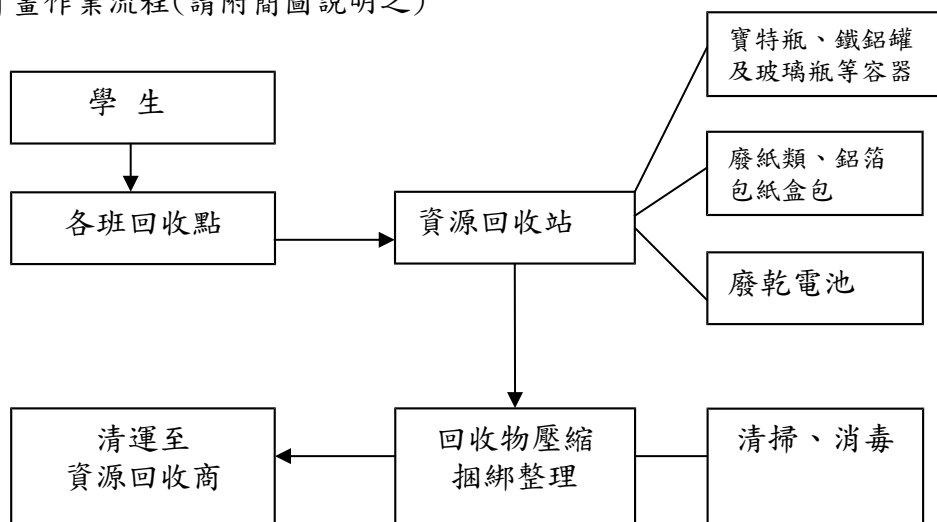 畫作業流程(請附簡圖說明之)
寶特瓶、鐵鋁罐
及玻璃瓶等容器
學 生
廢紙類、鋁箔
包紙盒包
各班回收點
資源回收站
廢乾電池
清運至
資源回收商
回收物壓縮
捆綁整理
清掃、消毒